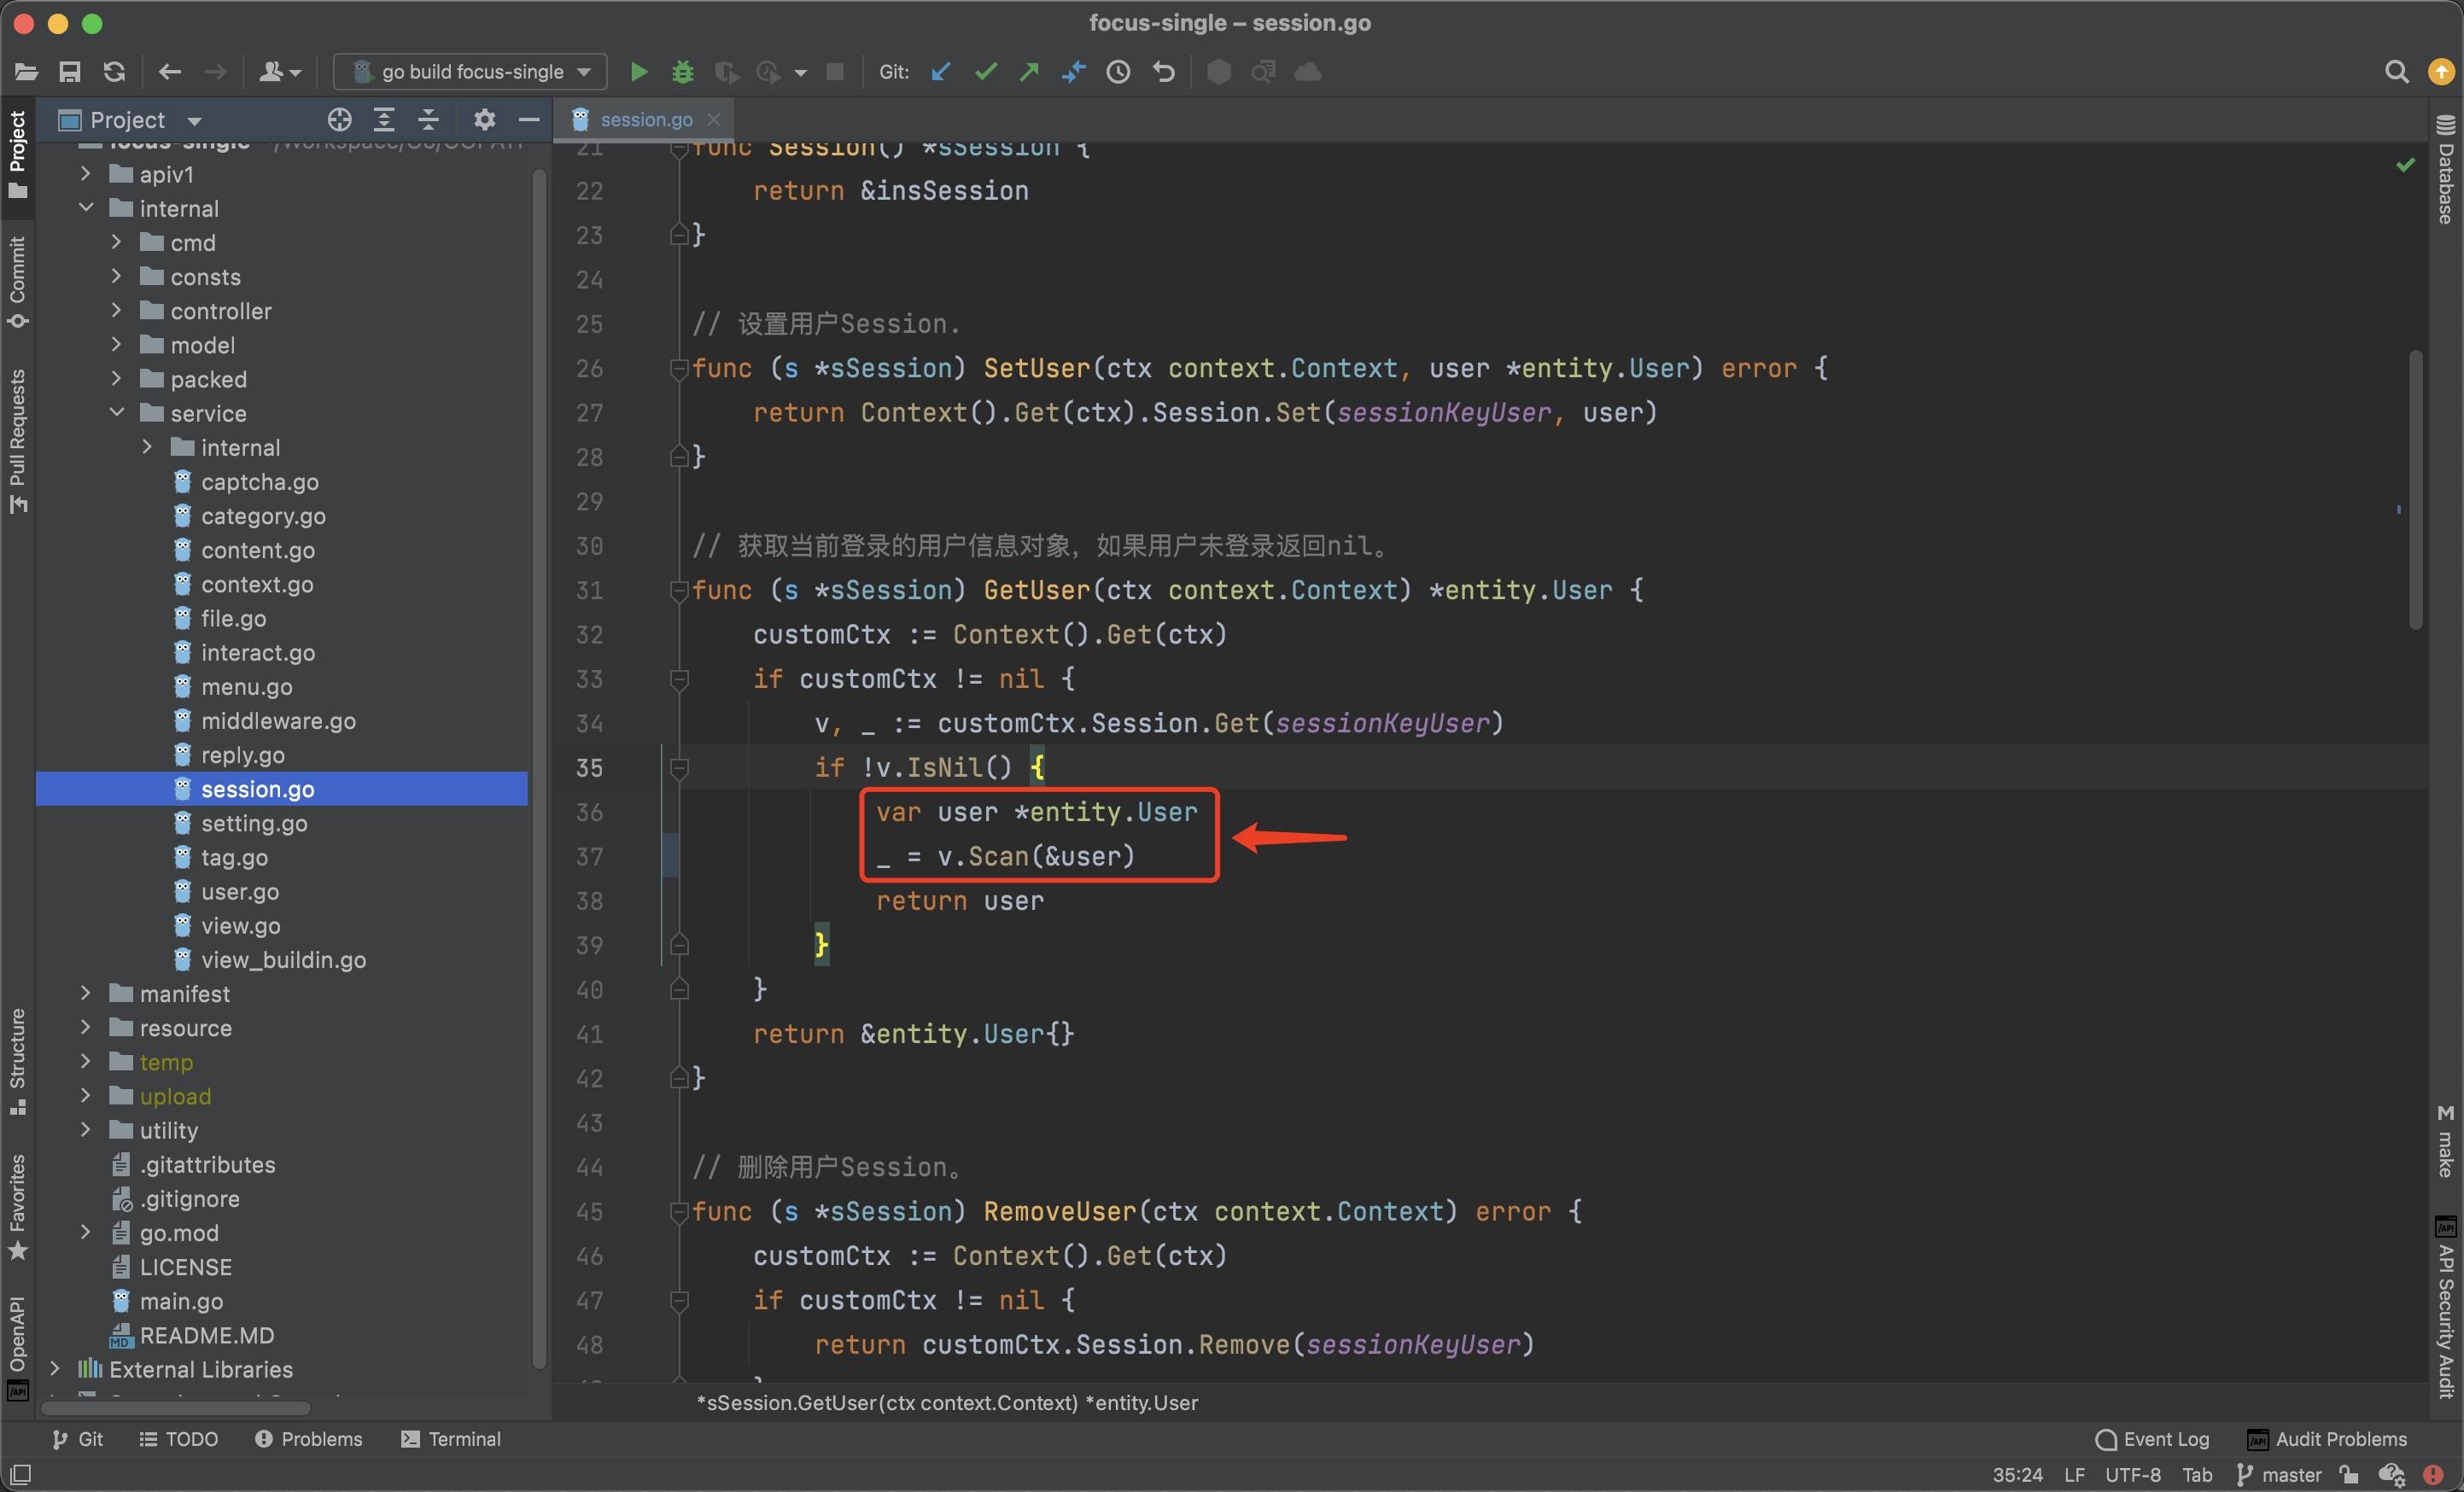 focus-single – session.go
go build focus-single
Git:
Project
session.go
Project
Commit
Pull Requests
Structure
Favorites
OpenAPI
focus-single ~/Workspace/Go/GOPATH
apiv1
internal
cmd
consts
controller
model
packed
service
internal
captcha.go
category.go
content.go
context.go
file.go
interact.go
menu.go
middleware.go
reply.go
session.go
setting.go
tag.go
user.go
view.go
view_buildin.go
manifest
resource
temp
upload
utility
.gitattributes
.gitignore
go.mod
LICENSE
main.go
README.MD
External Libraries
21 func Session() *sSession {
22 return &insSession
23 }
24
25 // 设置用户Session.
26 func (s *sSession) SetUser(ctx context.Context, user *entity.User) error {
27 return Context().Get(ctx).Session.Set(sessionKeyUser, user)
28 }
29
30 // 获取当前登录的用户信息对象，如果用户未登录返回nil。
31 func (s *sSession) GetUser(ctx context.Context) *entity.User {
32 customCtx := Context().Get(ctx)
33 if customCtx != nil {
34 v, _ := customCtx.Session.Get(sessionKeyUser)
35 if !v.IsNil() {
36 var user *entity.User
37 _ = v.Scan(&user)
38 return user
39 }
40 }
41 return &entity.User{}
42 }
43
44 // 删除用户Session。
45 func (s *sSession) RemoveUser(ctx context.Context) error {
46 customCtx := Context().Get(ctx)
47 if customCtx != nil {
48 return customCtx.Session.Remove(sessionKeyUser)
*sSession.GetUser(ctx context.Context) *entity.User
Database
make
API Security Audit
Git
TODO
Problems
Terminal
Event Log
Audit Problems
35:24
LF
UTF-8
Tab
master